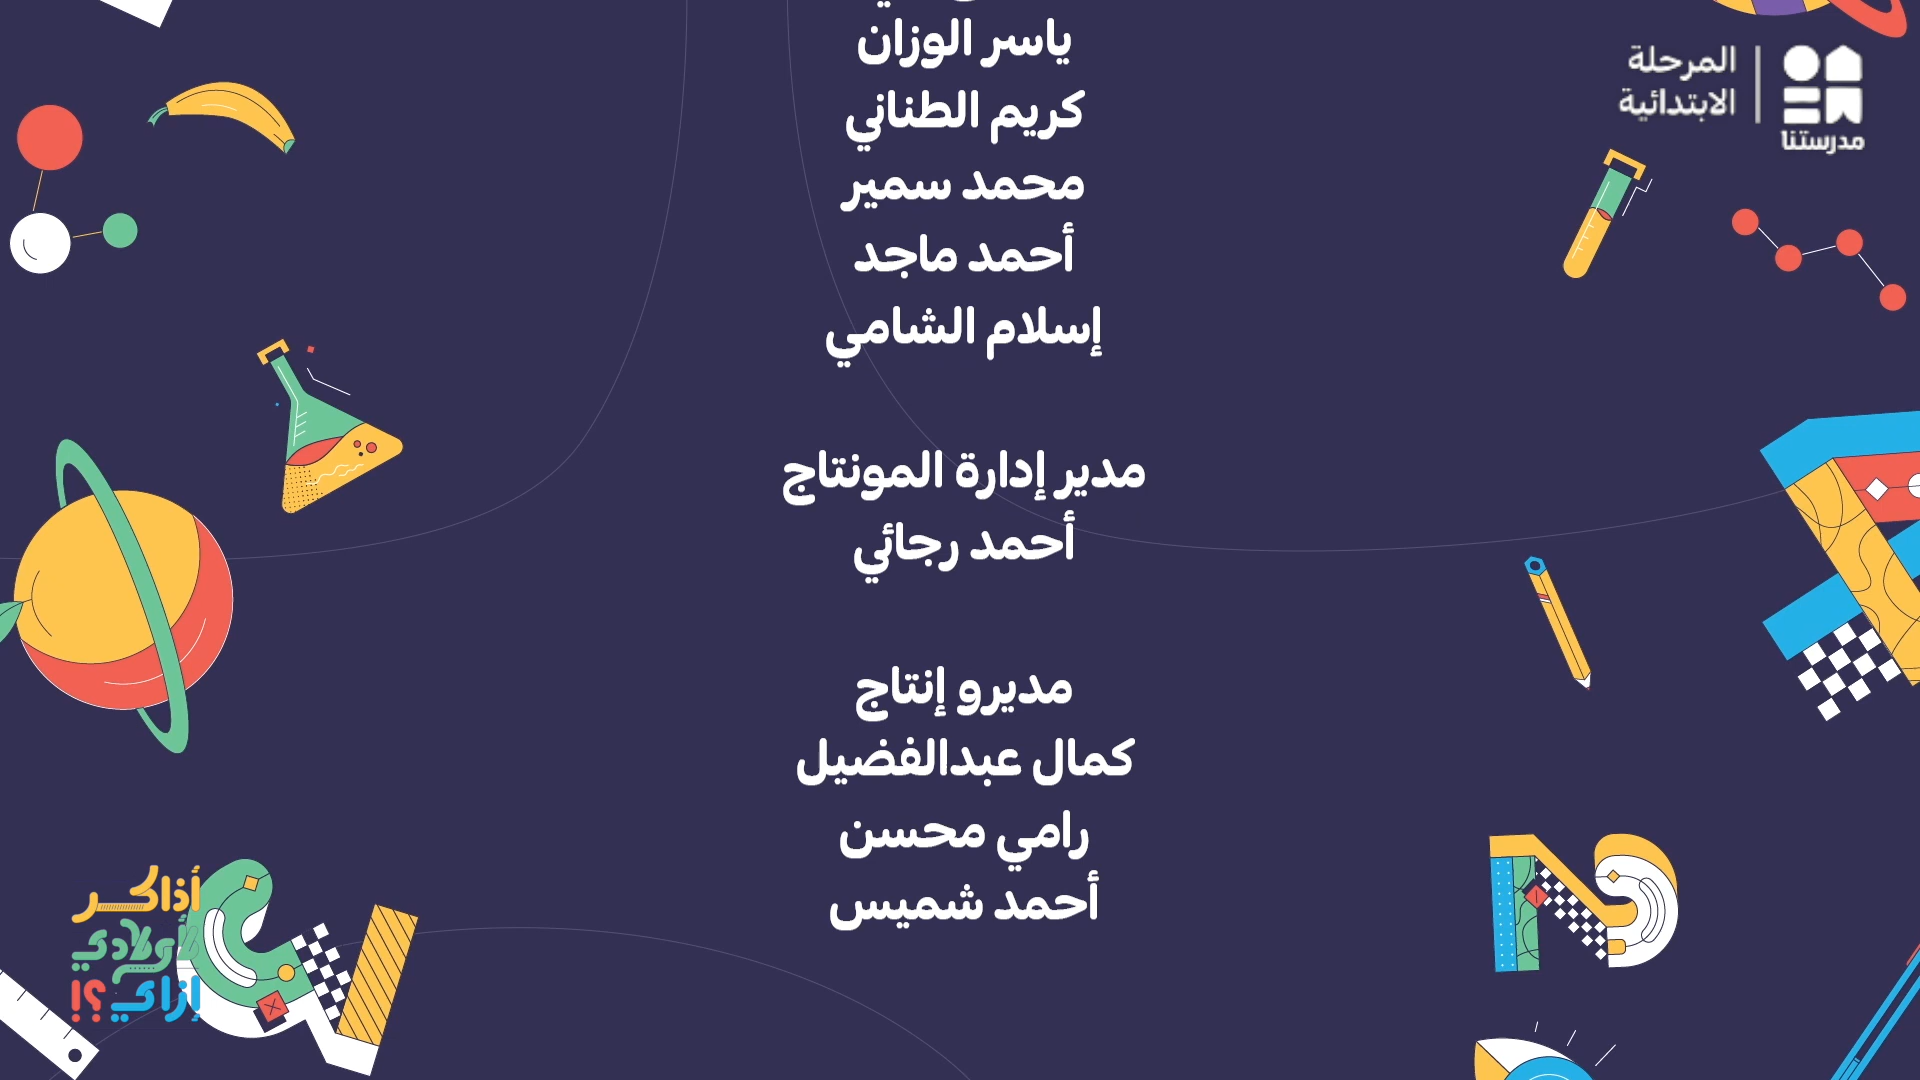 ياسر الوزان
كريم الطناني
محمد سمير
أحمد ماجد
إسلام الشامي
مدير إدارة المونتاج
أحمد رجائي
مديرو إنتاج
كمال عبدالفضيل
رامي محسن
أحمد شميس
المرحلة
الابتدائية
مدرستنا
أذاكر
لأولادي
إزاي ؟!